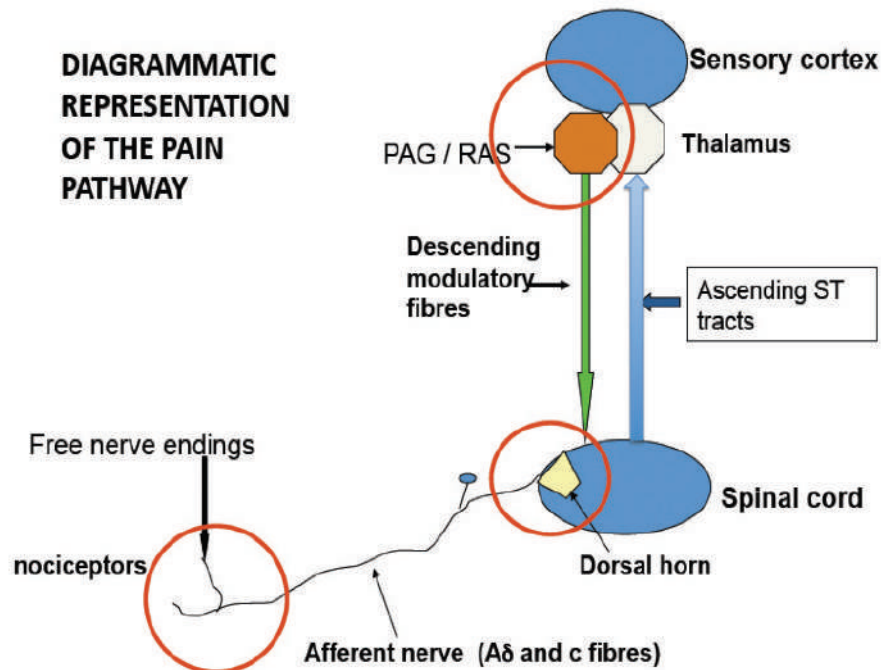 DIAGRAMMATIC
REPRESENTATION
OF THE PAIN
PATHWAY
Sensory cortex
PAG / RAS
Thalamus
Descending
modulatory
fibres
Ascending ST
tracts
Free nerve endings
nociceptors
Spinal cord
Dorsal horn
Afferent nerve (Aδ and c fibres)